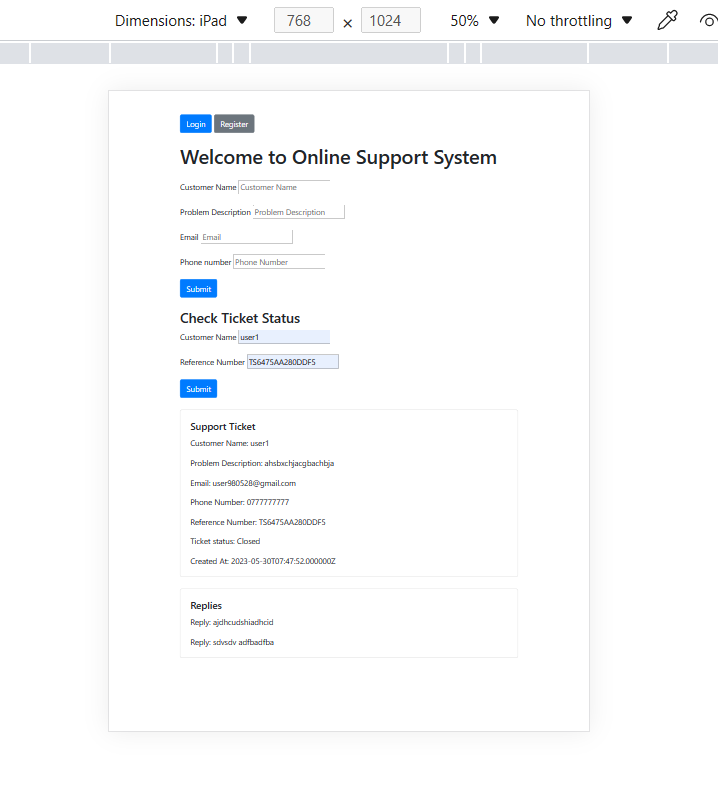 Dimensions: iPad 768 × 1024 50% No throttling
Login Register
Welcome to Online Support System
Customer Name Customer Name
Problem Description Problem Description
Email Email
Phone number Phone Number
Submit
Check Ticket Status
Customer Name user1
Reference Number TS6475AA280DDF5
Submit
Support Ticket
Customer Name: user1
Problem Description: ahsbxchjacgbachbja
Email: user980528@gmail.com
Phone Number: 0777777777
Reference Number: TS6475AA280DDF5
Ticket status: Closed
Created At: 2023-05-30T07:47:52.000000Z
Replies
Reply: ajdhcudshiadhcid
Reply: sdvsdv adfbadfba